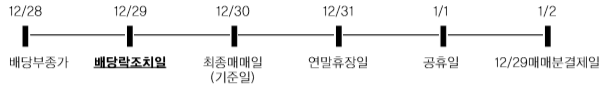 12/28 12/29 12/30 12/31 1/1 1/2
배당부종가 배당락조치일 최종매매일 연말휴장일 공휴일 12/29매매분결제일
(기준일)